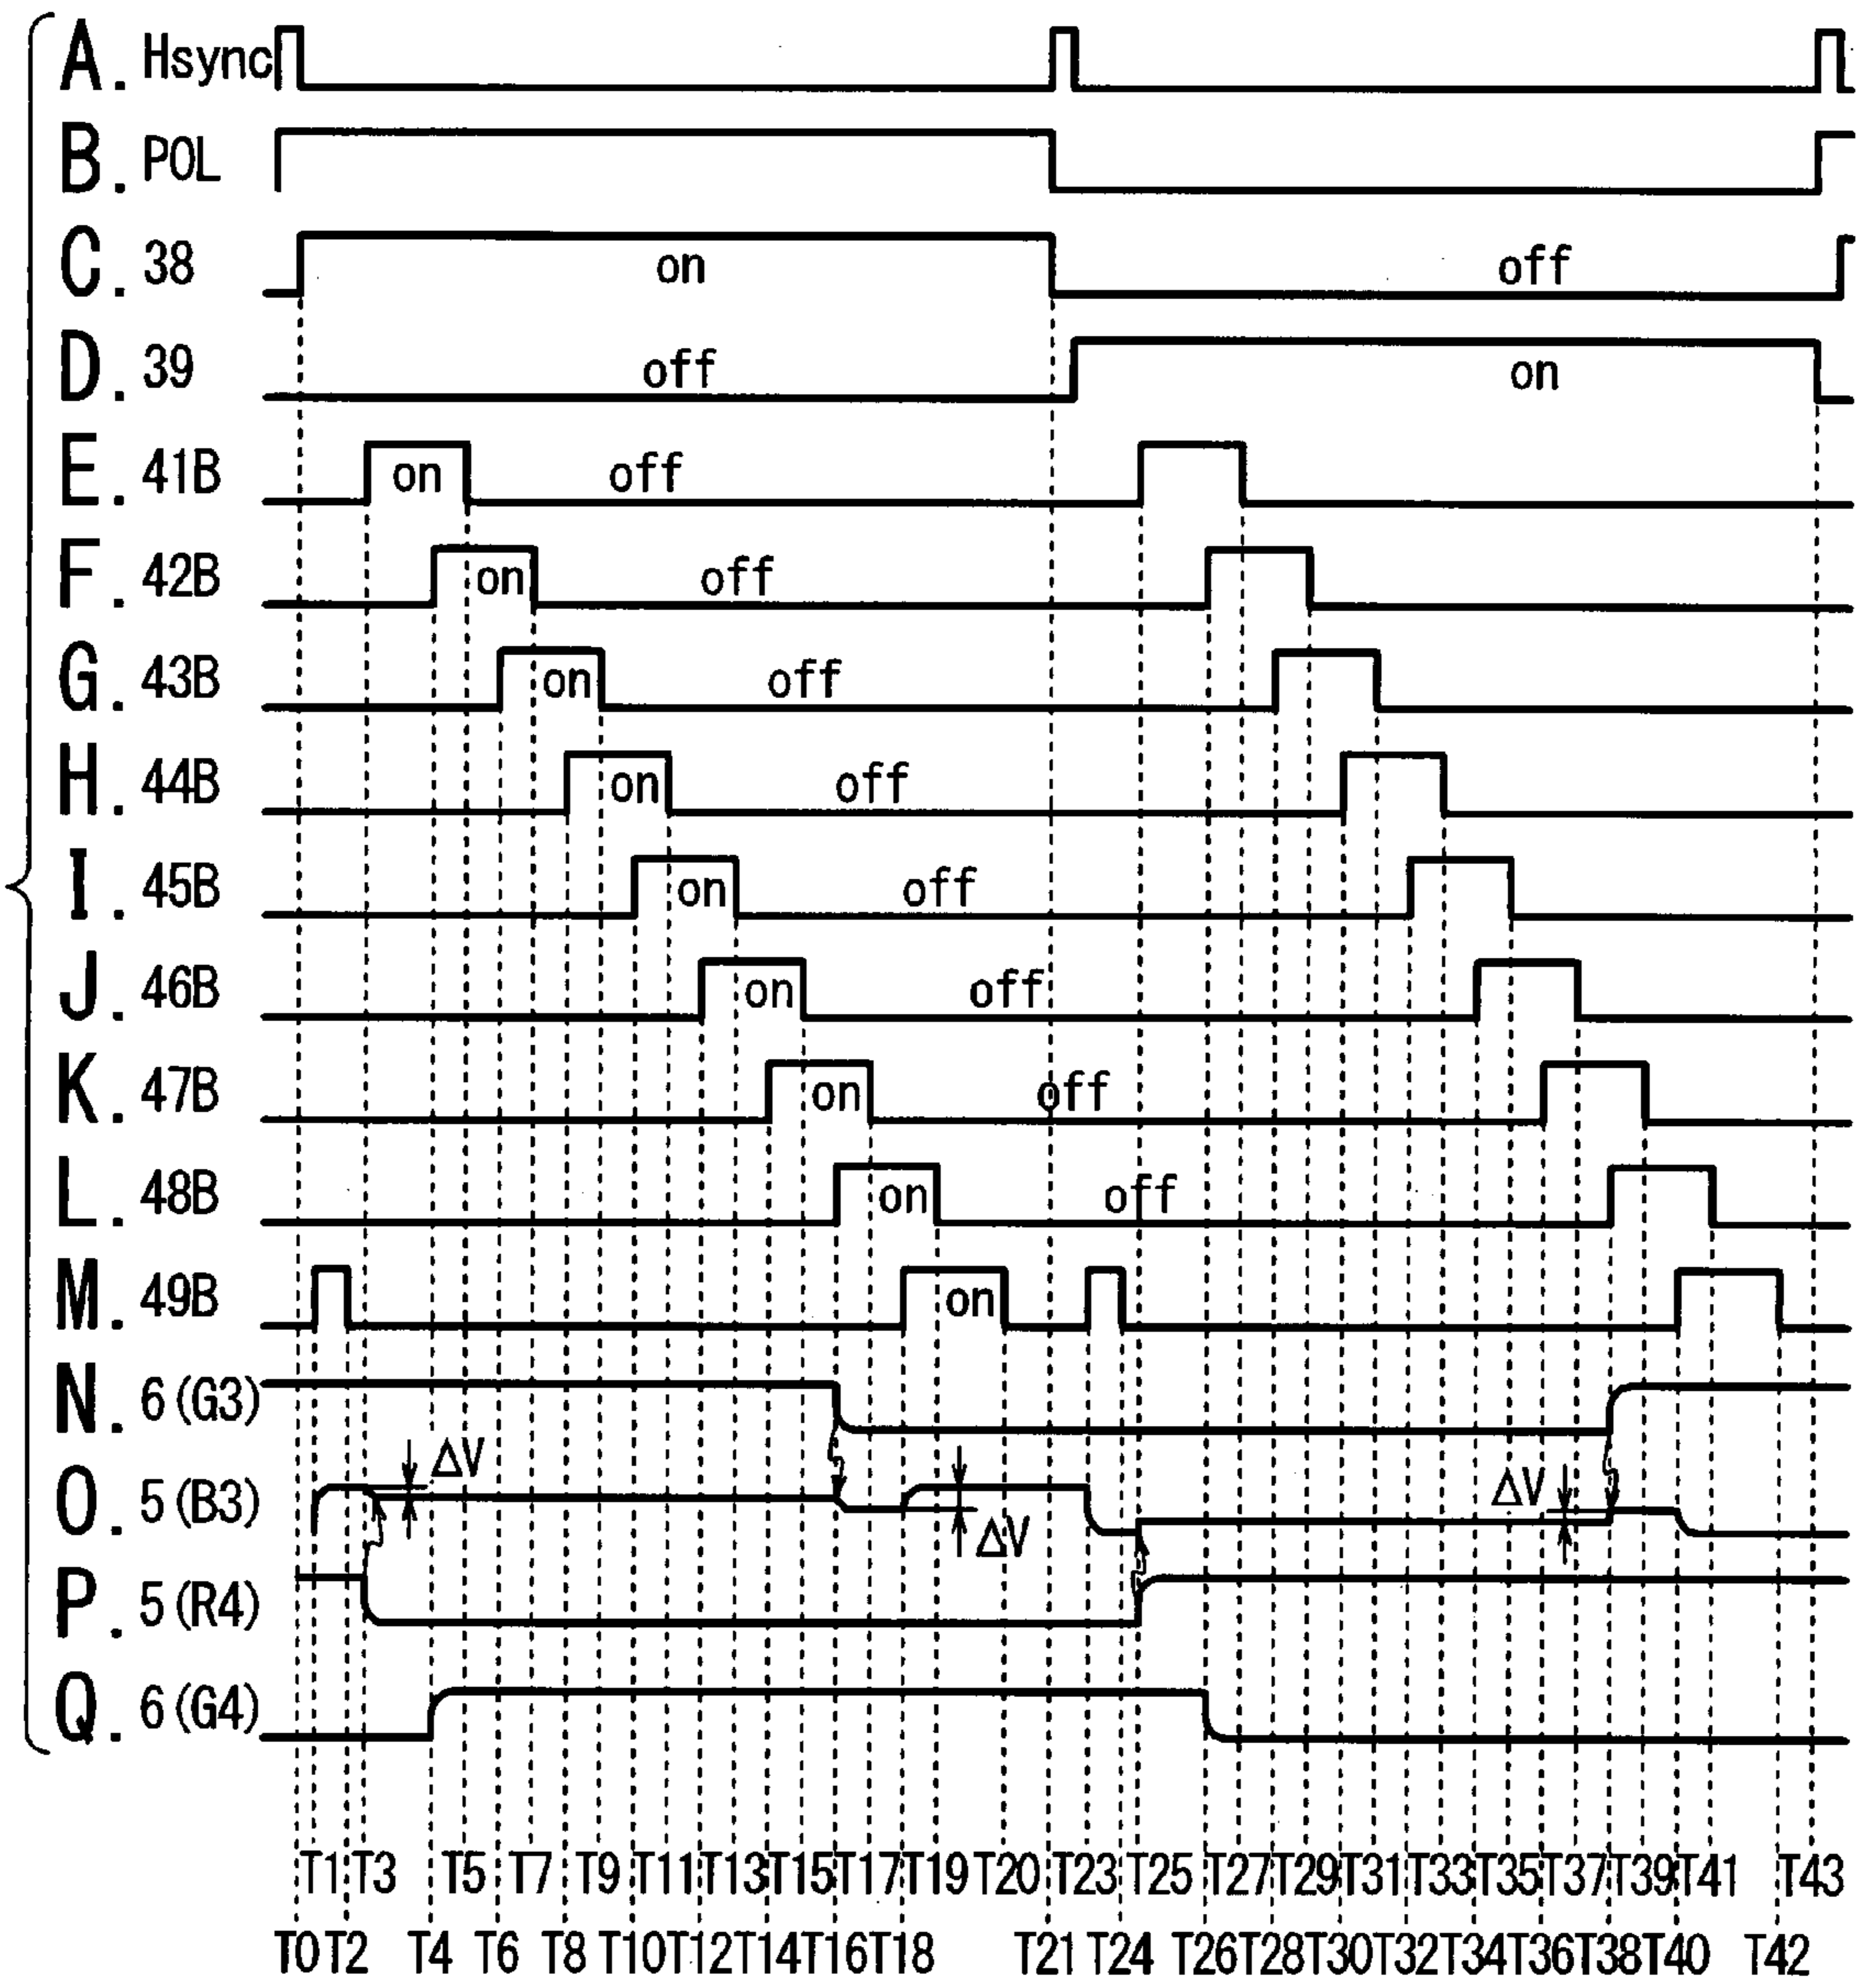 A. Hsync
B. POL
C. 38 on off
D. 39 off on
E. 41B on off
F. 42B on off
G. 43B on off
H. 44B on off
I. 45B on off
J. 46B on off
K. 47B on off
L. 48B on off
M. 49B on
N. 6(G3)
ΔV
O. 5(B3) ΔV
ΔV
P. 5(R4)
Q. 6(G4)
T1 T3 T5 T7 T9 T11 T13 T15 T17 T19 T20 T23 T25 T27 T29 T31 T33 T35 T37 T39 T41 T43
T0 T2 T4 T6 T8 T10 T12 T14 T16 T18 T21 T24 T26 T28 T30 T32 T34 T36 T38 T40 T42